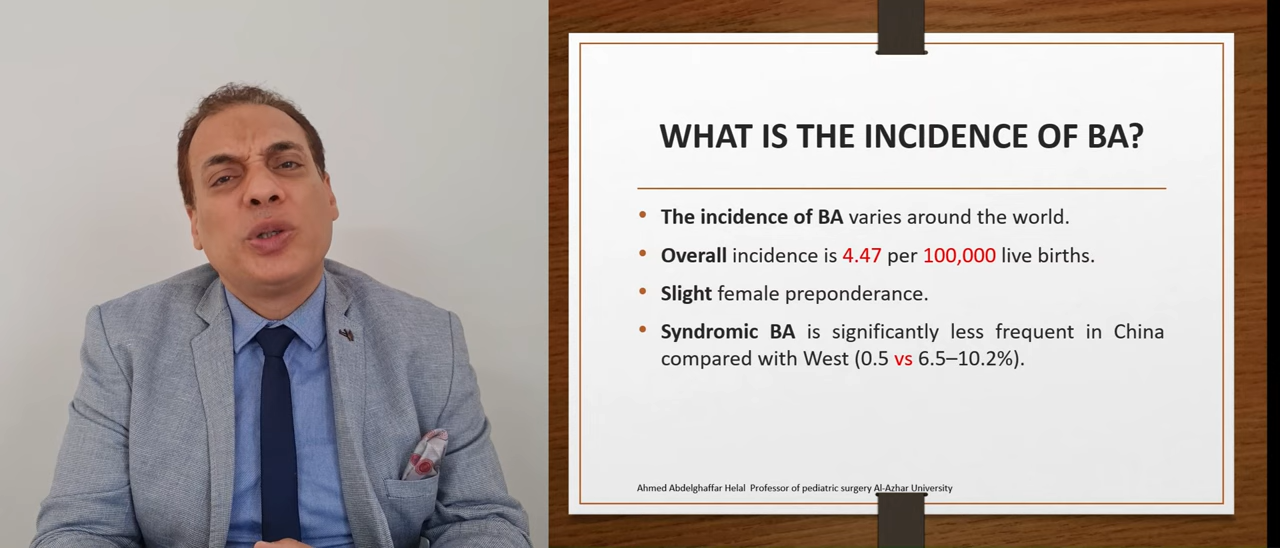 WHAT IS THE INCIDENCE OF BA?
• The incidence of BA varies around the world.
• Overall incidence is 4.47 per 100,000 live births.
• Slight female preponderance.
• Syndromic BA is significantly less frequent in China
compared with West (0.5 vs 6.5–10.2%).
Ahmed Abdelghaffar Helal Professor of pediatric surgery Al-Azhar University